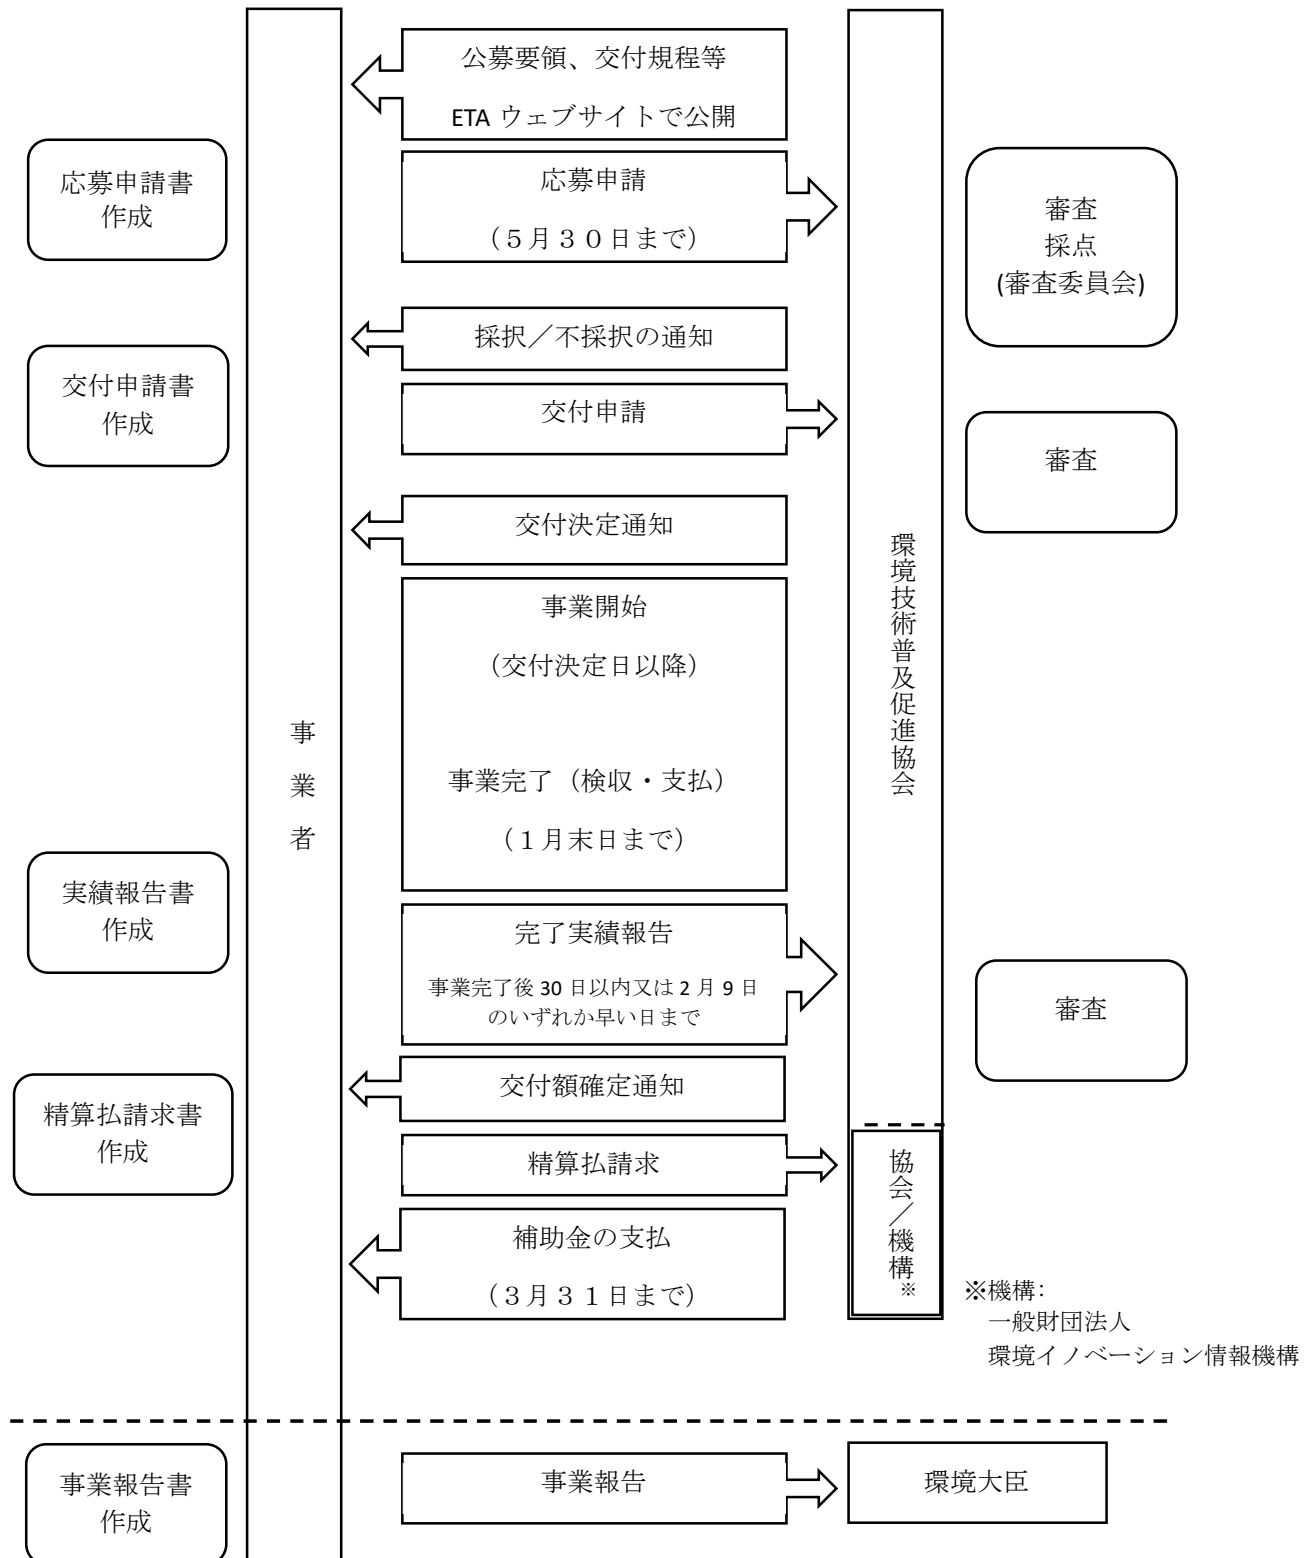 公募要領、交付規程等
ETA ウェブサイトで公開
応募申請書
作成
応募申請
（５月３０日まで）
審査
採点
(審査委員会)
採択／不採択の通知
交付申請書
作成
交付申請
審査
交付決定通知
事業開始
（交付決定日以降）
事業完了（検収・支払）
（１月末日まで）
事業者
環境技術普及促進協会
実績報告書
作成
完了実績報告
事業完了後 30 日以内又は 2 月 9 日
のいずれか早い日まで
審査
交付額確定通知
精算払請求書
作成
精算払請求
協会／機構※
補助金の支払
（３月３１日まで）
※機構：
一般財団法人
環境イノベーション情報機構
事業報告書
作成
事業報告
環境大臣